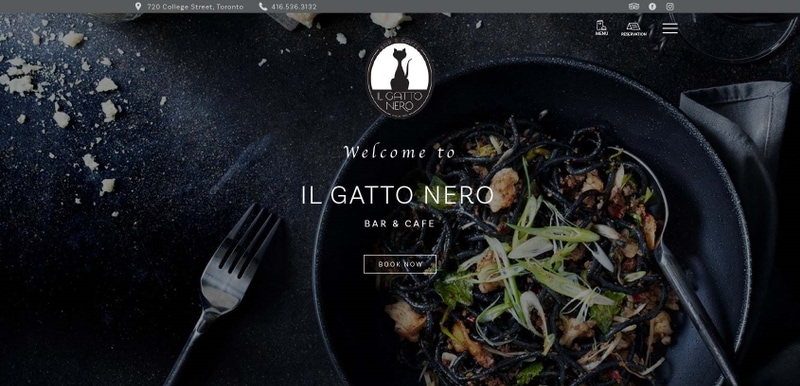 720 College Street, Toronto
416.536.3132
MENU
RESERVATION
IL GATTO
NERO
Welcome to
IL GATTO NERO
BAR & CAFE
BOOK NOW